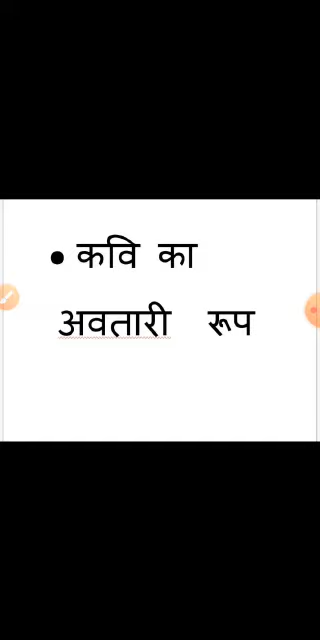 • कवि का
अवतारी रूप